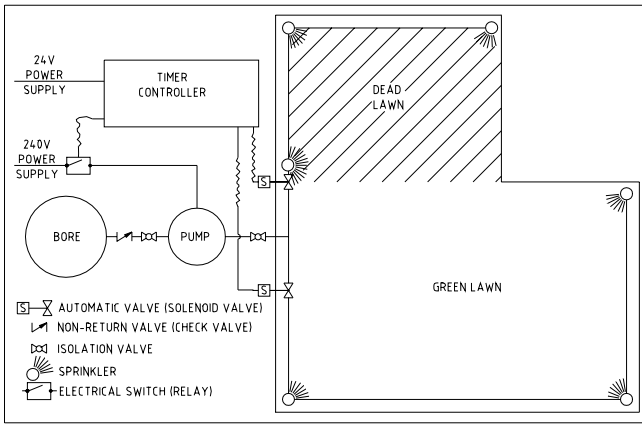 24V
POWER
SUPPLY
TIMER
CONTROLLER
DEAD
LAWN
240V
POWER
SUPPLY
S
BORE
PUMP
S
GREEN LAWN
S AUTOMATIC VALVE (SOLENOID VALVE)
NON-RETURN VALVE (CHECK VALVE)
ISOLATION VALVE
SPRINKLER
ELECTRICAL SWITCH (RELAY)